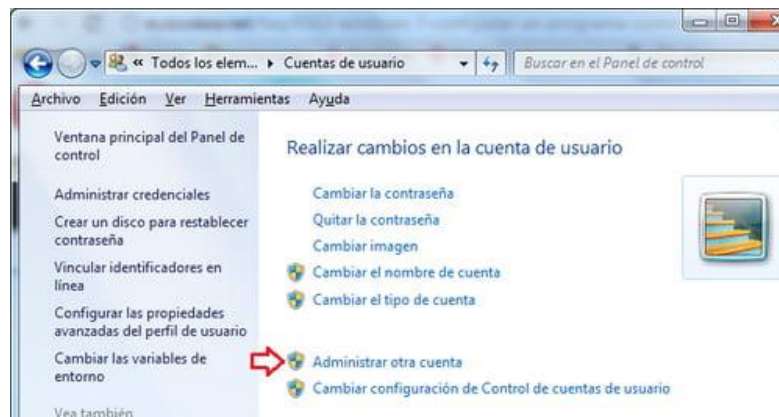 « Todos los elem... ▸ Cuentas de usuario
Buscar en el Panel de control
Archivo Edición Ver Herramientas Ayuda
Ventana principal del Panel de
control
Administrar credenciales
Crear un disco para restablecer
contraseña
Vincular identificadores en
línea
Configurar las propiedades
avanzadas del perfil de usuario
Cambiar las variables de
entorno
Vea también
Realizar cambios en la cuenta de usuario
Cambiar la contraseña
Quitar la contraseña
Cambiar imagen
Cambiar el nombre de cuenta
Cambiar el tipo de cuenta
Administrar otra cuenta
Cambiar configuración de Control de cuentas de usuario